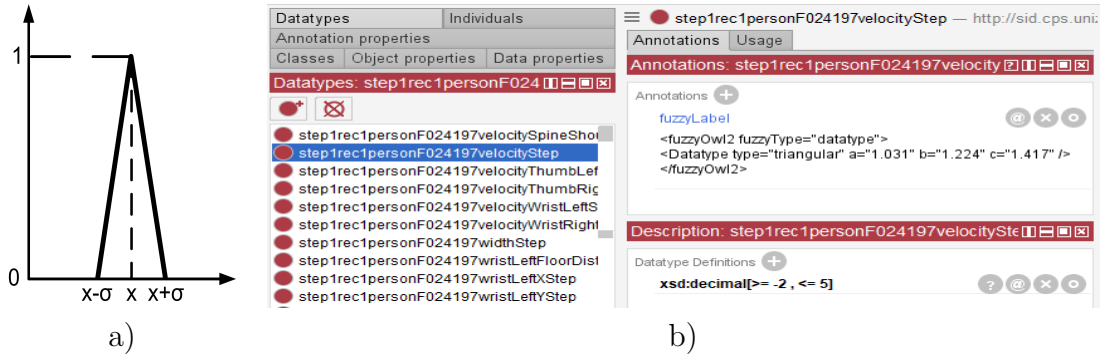 1
0
x-σ x x+σ
a)
Datatypes Individuals
Annotation properties
Classes Object properties Data properties
Datatypes: step1rec1personF024
step1rec1personF024197velocitySpineShou
step1rec1personF024197velocityStep
step1rec1personF024197velocityThumbLef
step1rec1personF024197velocityThumbRig
step1rec1personF024197velocityWristLeftS
step1rec1personF024197velocityWristRight
step1rec1personF024197widthStep
step1rec1personF024197wristLeftFloorDist
step1rec1personF024197wristLeftXStep
step1rec1personF024197wristLeftYStep
step1rec1personF024197velocityStep — http://sid.cps.uniz
Annotations Usage
Annotations: step1rec1personF024197velocity
Annotations
fuzzyLabel
<fuzzyOwl2 fuzzyType="datatype">
<Datatype type="triangular" a="1.031" b="1.224" c="1.417" />
</fuzzyOwl2>
Description: step1rec1personF024197velocitySte
Datatype Definitions
xsd:decimal[>= -2 , <= 5]
b)